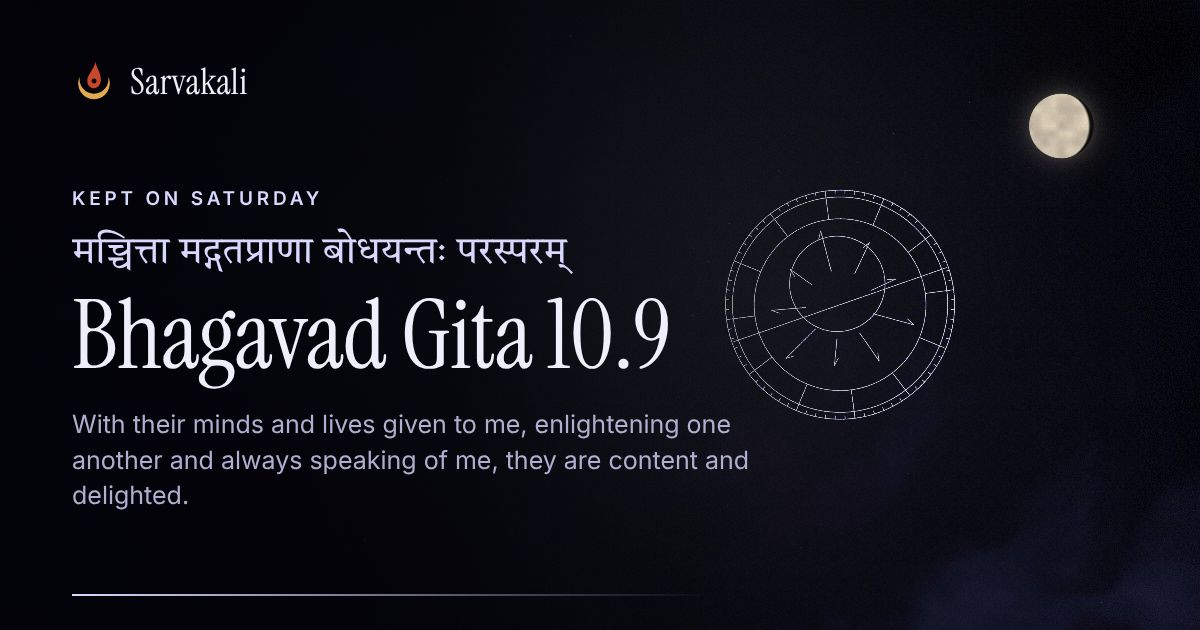 Sarvakali
KEPT ON SATURDAY
मच्चित्ता मद्गतप्राणा बोधयन्तः परस्परम्
Bhagavad Gita 10.9
With their minds and lives given to me, enlightening one
another and always speaking of me, they are content and
delighted.